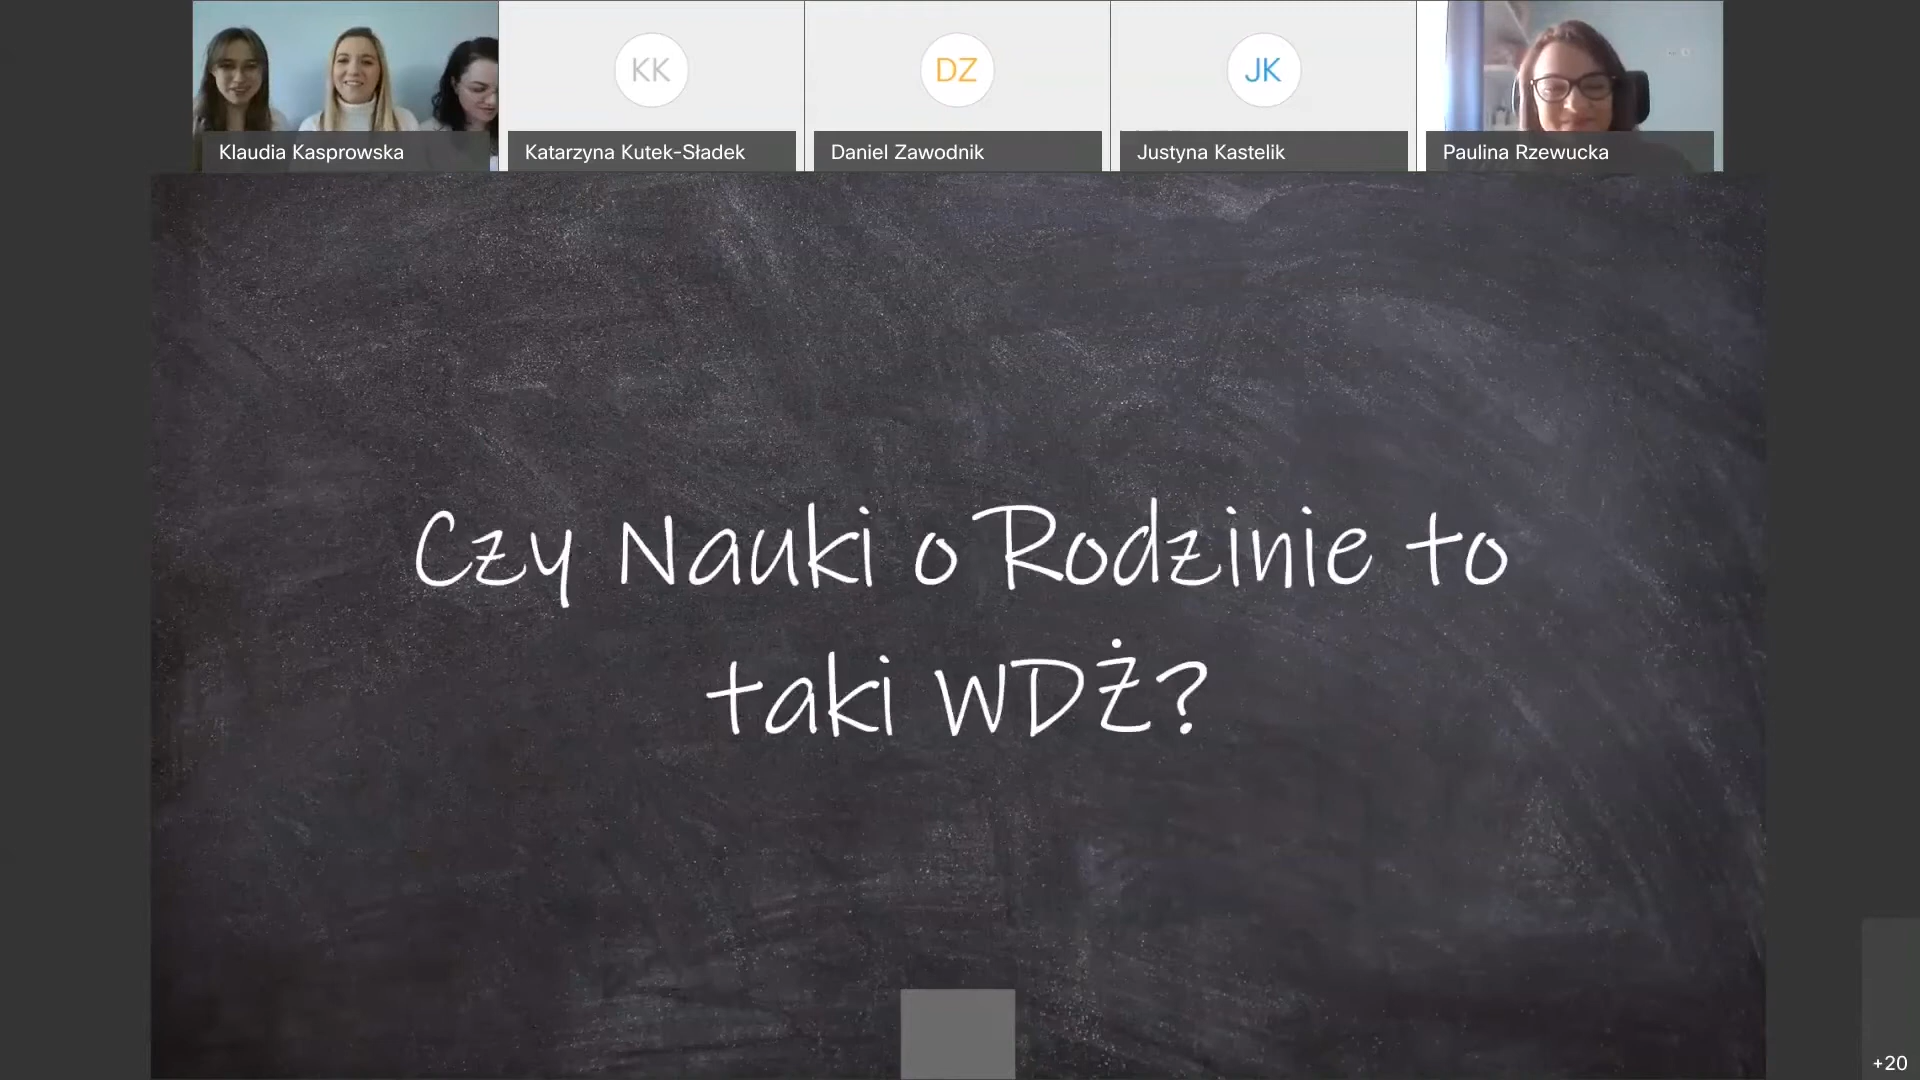 KK
DZ
JK
Klaudia Kasprowska
Katarzyna Kutek-Sładek
Daniel Zawodnik
Justyna Kastelik
Paulina Rzewucka
Czy Nauki o Rodzinie to
taki WDŻ?
+20